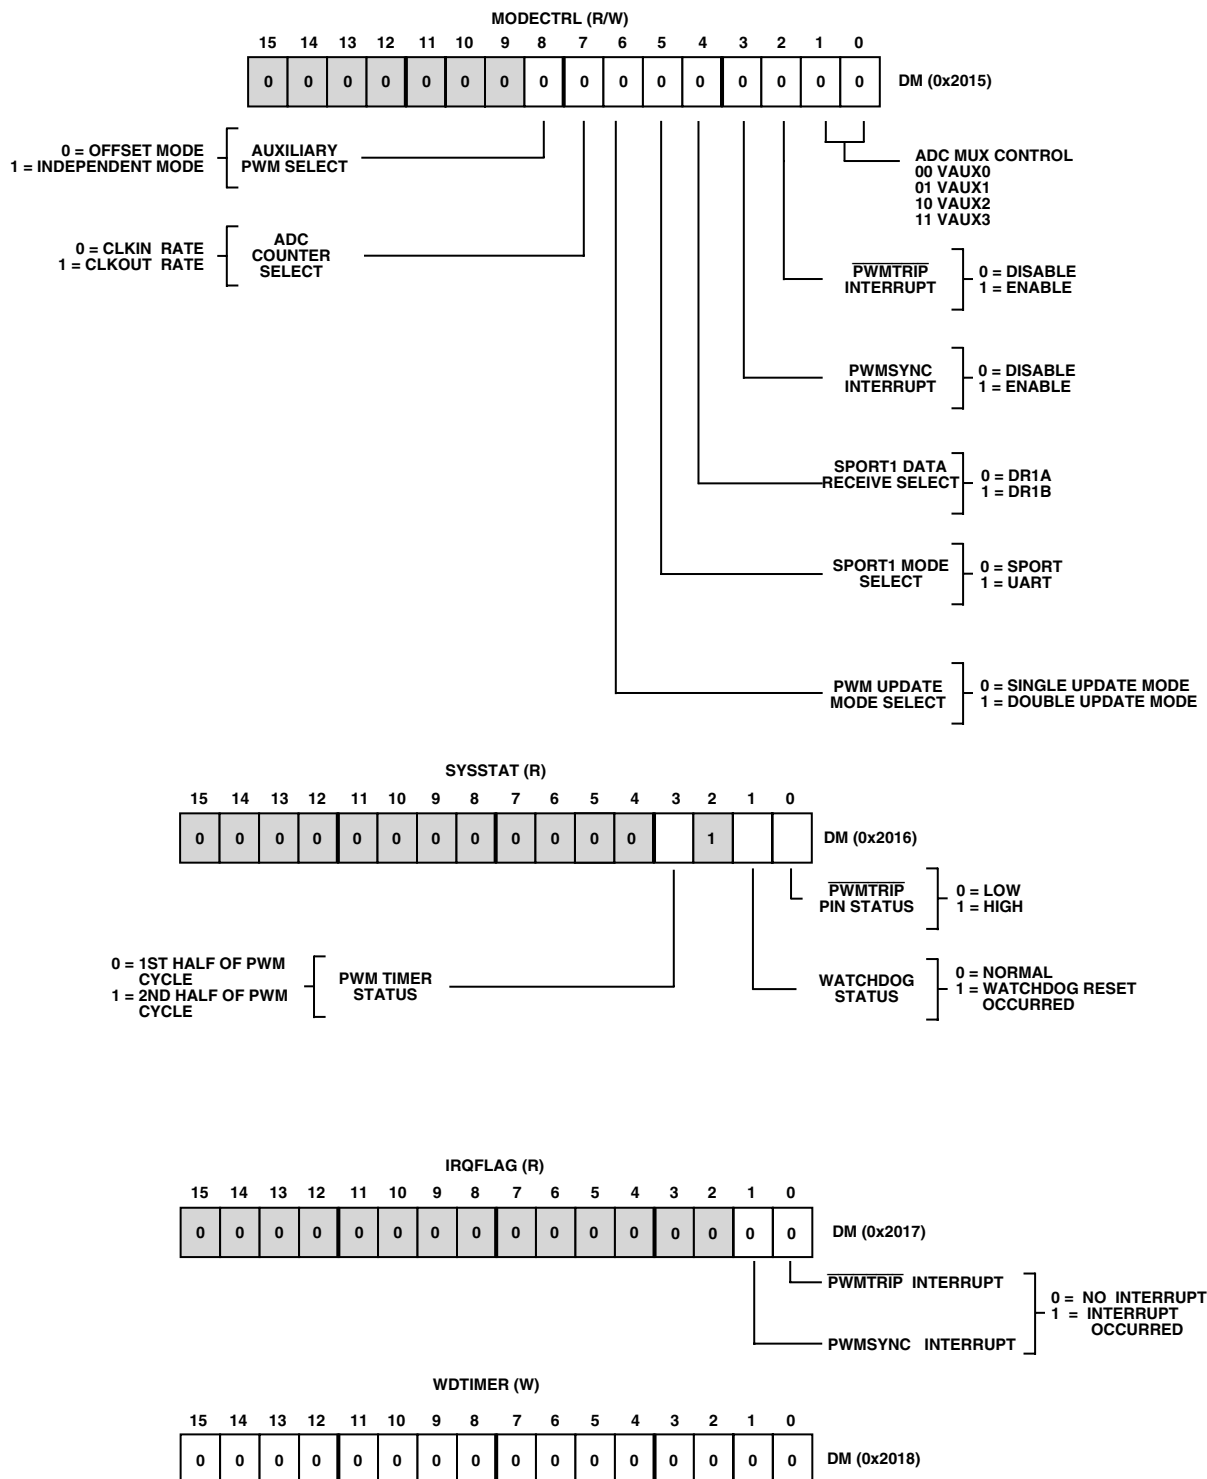 MODECTRL (R/W)
15 14 13 12 11 10 9 8 7 6 5 4 3 2 1 0
0 0 0 0 0 0 0 0 0 0 0 0 0 0 0 0 DM (0x2015)
0 = OFFSET MODE
1 = INDEPENDENT MODE
AUXILIARY
PWM SELECT
ADC MUX CONTROL
00 VAUX0
01 VAUX1
10 VAUX2
11 VAUX3
0 = CLKIN RATE
1 = CLKOUT RATE
ADC
COUNTER
SELECT
PWMTRIP
INTERRUPT
0 = DISABLE
1 = ENABLE
PWMSYNC
INTERRUPT
0 = DISABLE
1 = ENABLE
SPORT1 DATA
RECEIVE SELECT
0 = DR1A
1 = DR1B
SPORT1 MODE
SELECT
0 = SPORT
1 = UART
PWM UPDATE
MODE SELECT
0 = SINGLE UPDATE MODE
1 = DOUBLE UPDATE MODE
SYSSTAT (R)
15 14 13 12 11 10 9 8 7 6 5 4 3 2 1 0
0 0 0 0 0 0 0 0 0 0 0 0 1 DM (0x2016)
PWMTRIP
PIN STATUS
0 = LOW
1 = HIGH
0 = 1ST HALF OF PWM
CYCLE
1 = 2ND HALF OF PWM
CYCLE
PWM TIMER
STATUS
WATCHDOG
STATUS
0 = NORMAL
1 = WATCHDOG RESET
OCCURRED
IRQFLAG (R)
15 14 13 12 11 10 9 8 7 6 5 4 3 2 1 0
0 0 0 0 0 0 0 0 0 0 0 0 0 0 0 0 DM (0x2017)
PWMTRIP INTERRUPT
PWMSYNC INTERRUPT
0 = NO INTERRUPT
1 = INTERRUPT
OCCURRED
WDTIMER (W)
15 14 13 12 11 10 9 8 7 6 5 4 3 2 1 0
0 0 0 0 0 0 0 0 0 0 0 0 0 0 0 0 DM (0x2018)